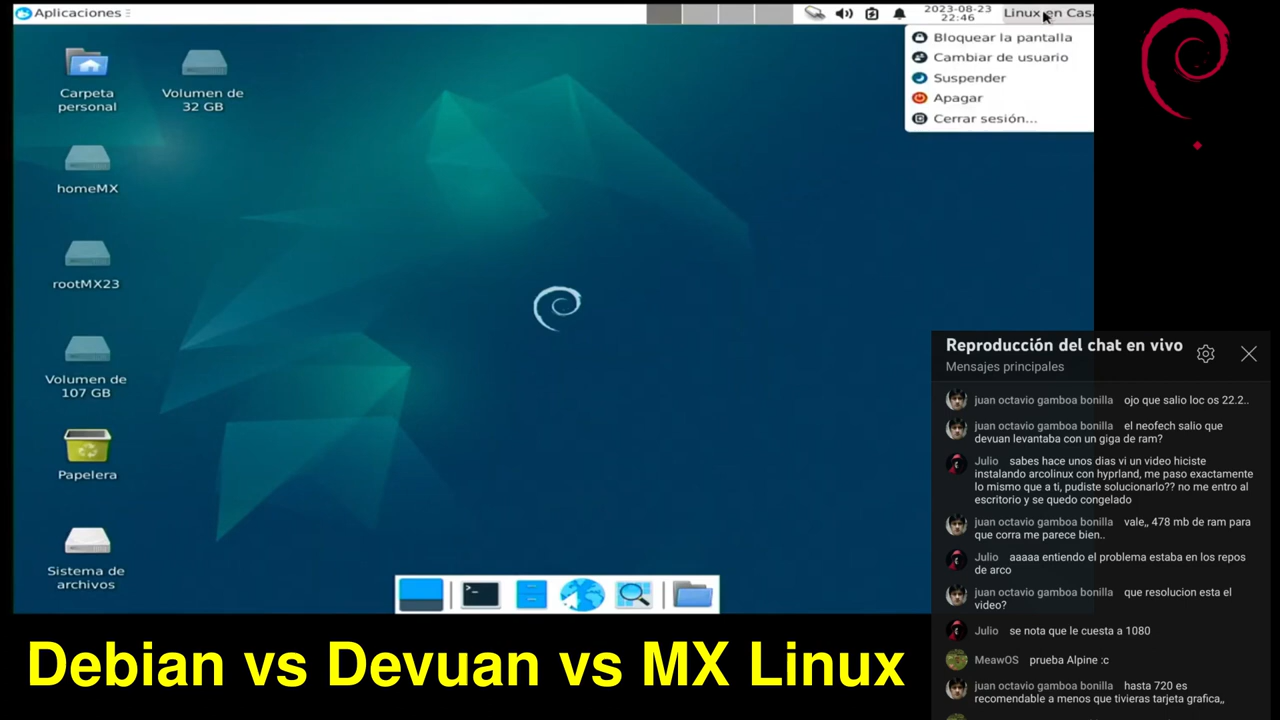 Aplicaciones
2023-08-23
22:46
Linux en Casa
Bloquear la pantalla
Cambiar de usuario
Suspender
Apagar
Cerrar sesión...
Carpeta
personal
Volumen de
32 GB
homeMX
rootMX23
Volumen de
107 GB
Papelera
Sistema de
archivos
Debian vs Devuan vs MX Linux
Reproducción del chat en vivo
Mensajes principales
juan octavio gamboa bonilla ojo que salio loc os 22.2..
juan octavio gamboa bonilla el neofech salio que
devuan levantaba con un giga de ram?
Julio sabes hace unos dias vi un video hiciste
instalando arcolinux con hyprland, me paso exactamente
lo mismo que a ti, pudiste solucionarlo?? no me entro al
escritorio y se quedo congelado
juan octavio gamboa bonilla vale,, 478 mb de ram para
que corra me parece bien..
Julio aaaaa entiendo el problema estaba en los repos
de arco
juan octavio gamboa bonilla que resolucion esta el
video?
Julio se nota que le cuesta a 1080
MeawOS prueba Alpine :c
juan octavio gamboa bonilla hasta 720 es
recomendable a menos que tivieras tarjeta grafica,,